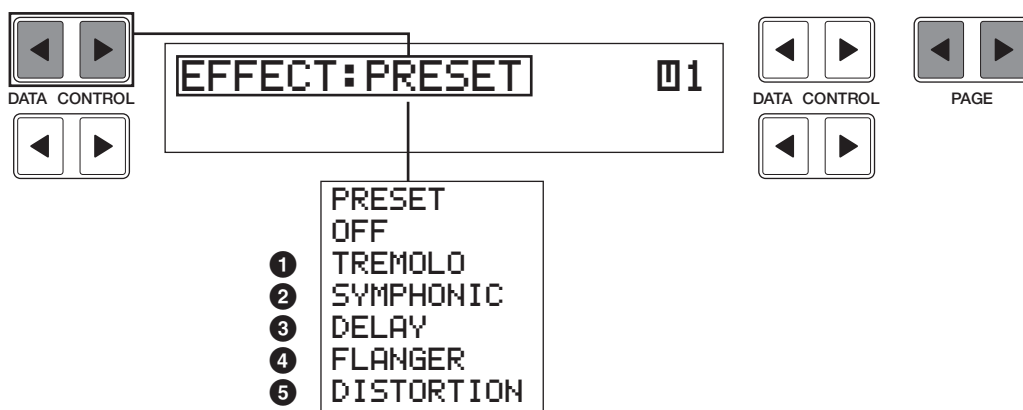 EFFECT:PRESET 1
DATA CONTROL
DATA CONTROL
PAGE
PRESET
OFF
1 TREMOLO
2 SYMPHONIC
3 DELAY
4 FLANGER
5 DISTORTION